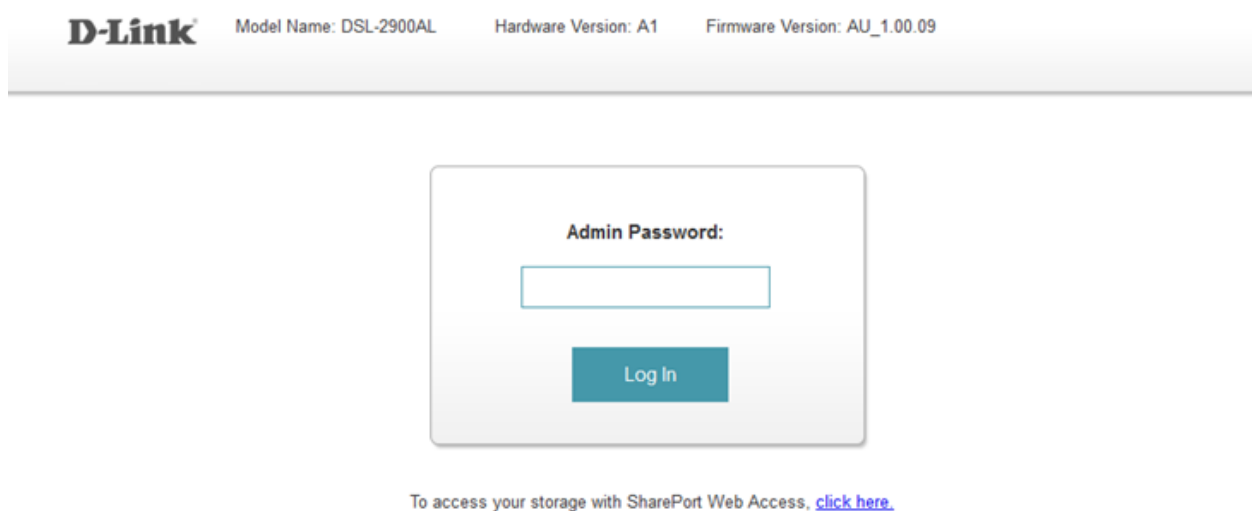 D-Link Model Name: DSL-2900AL Hardware Version: A1 Firmware Version: AU_1.00.09
Admin Password:
Log In
To access your storage with SharePort Web Access, click here.